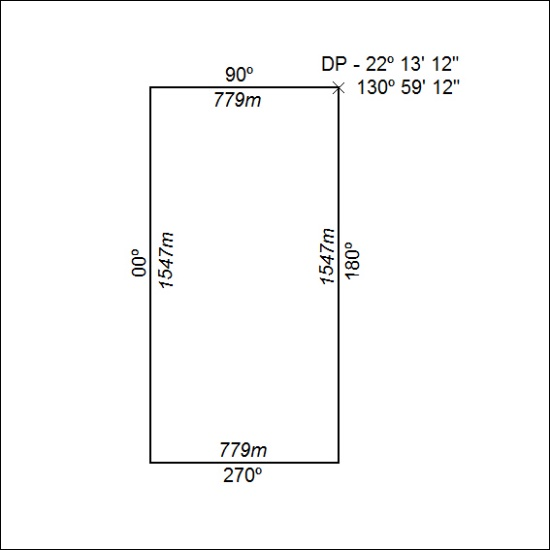 DP - 22º 13' 12"
130º 59' 12"
90º
779m
00º
1547m
1547m
180º
779m
270º